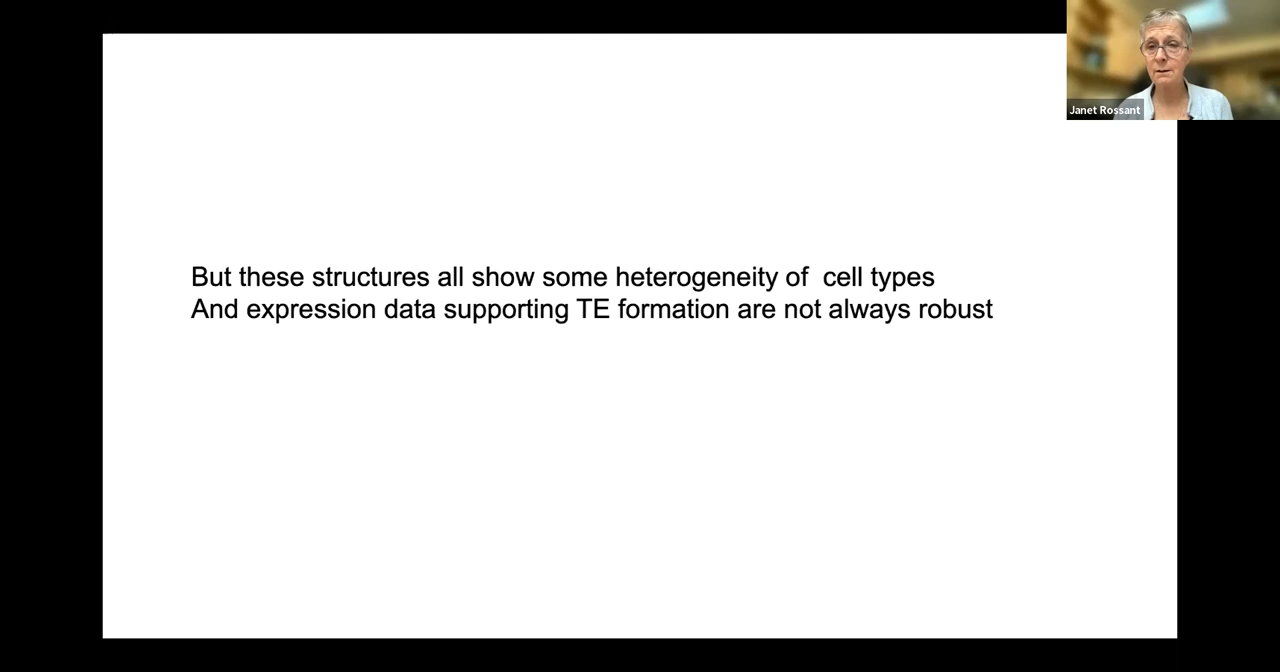 Janet Rossant
But these structures all show some heterogeneity of  cell types
And expression data supporting TE formation are not always robust